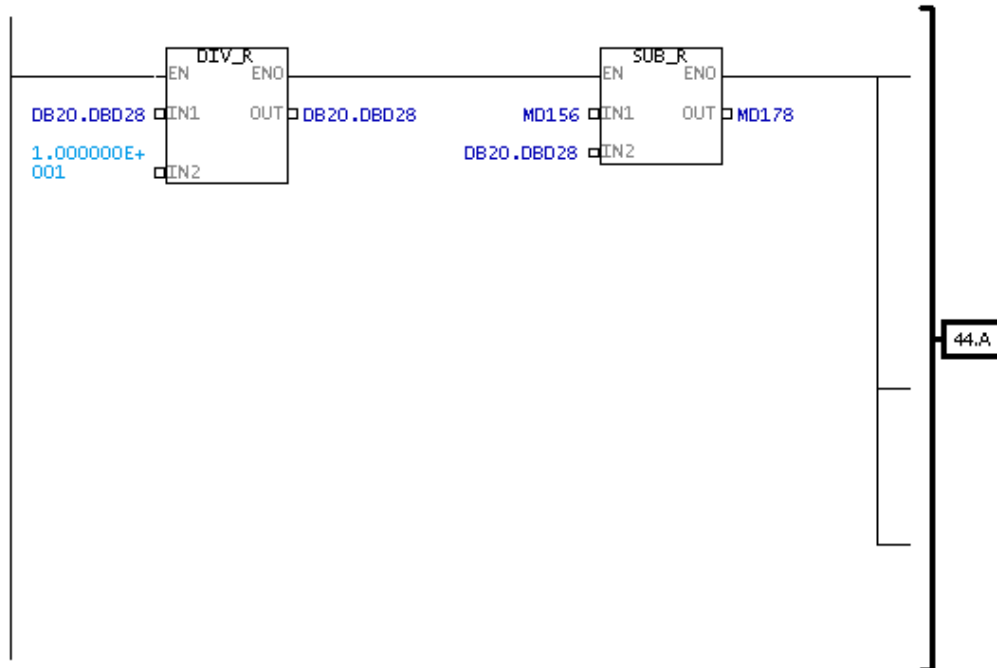 DIV_R
EN ENO
DB20.DBD28 IN1 OUT DB20.DBD28
1.000000E+
001 IN2
SUB_R
EN ENO
MD156 IN1 OUT MD178
DB20.DBD28 IN2
44.A